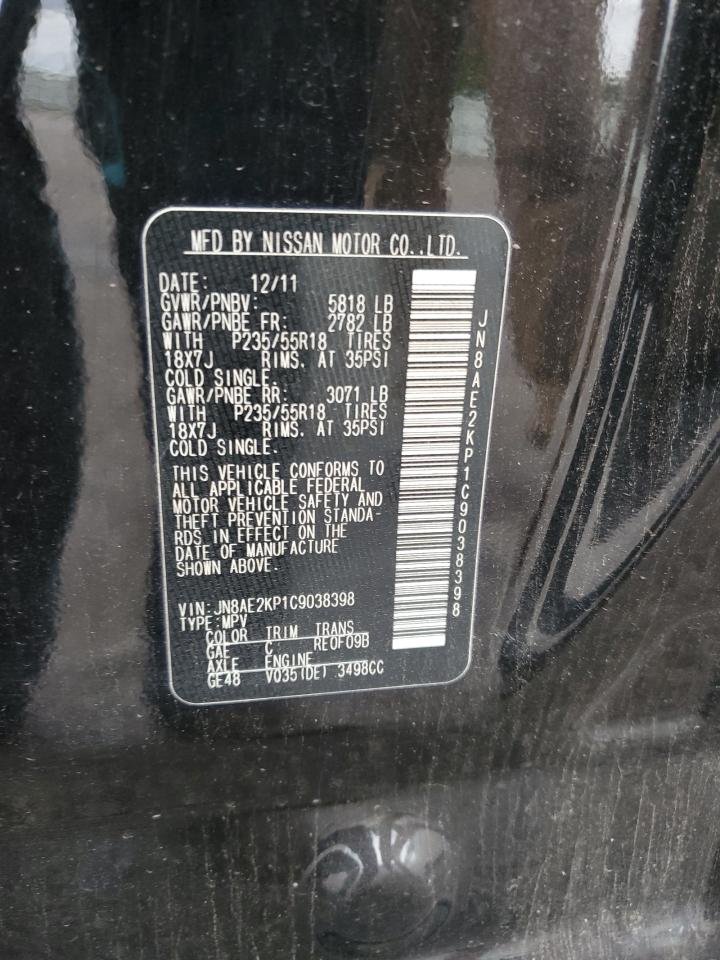 MFD BY NISSAN MOTOR CO.,LTD.
DATE: 12/11
GVWR/PNBV: 5818 LB
GAWR/PNBE FR: 2782 LB
WITH P235/55R18 TIRES
18X7J RIMS. AT 35PSI
COLD SINGLE.
GAWR/PNBE RR: 3071 LB
WITH P235/55R18 TIRES
18X7J RIMS. AT 35PSI
COLD SINGLE.
THIS VEHICLE CONFORMS TO
ALL APPLICABLE FEDERAL
MOTOR VEHICLE SAFETY AND
THEFT PREVENTION STANDA-
RDS IN EFFECT ON THE
DATE OF MANUFACTURE
SHOWN ABOVE.
VIN: JN8AE2KP1C9038398
TYPE: MPV
COLOR TRIM TRANS
GAE C RE0F09B
AXLE ENGINE
GE48 VQ35(DE) 3498CC
JN8AE2KP1C9038398